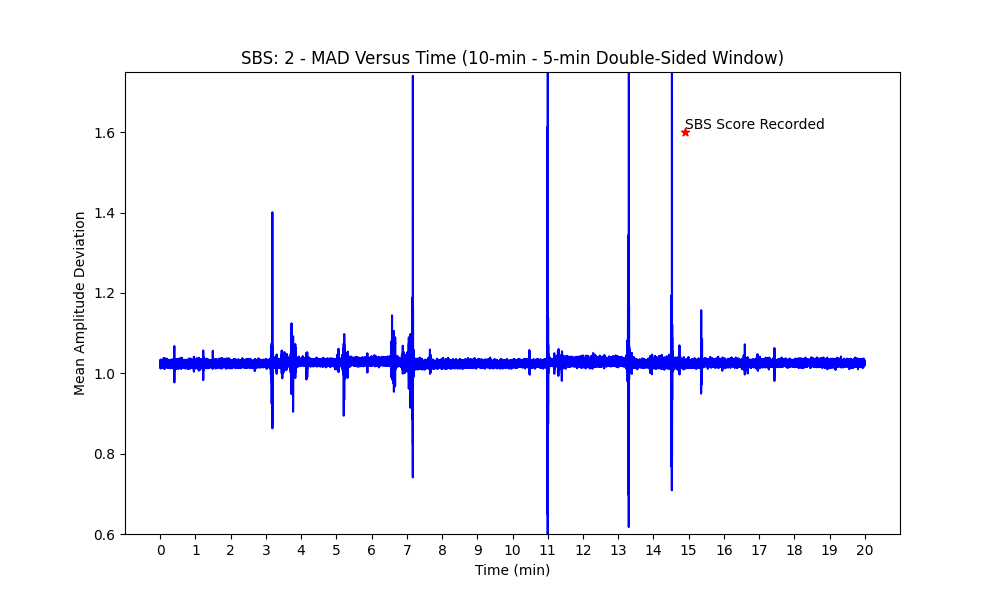 SBS: 2 - MAD Versus Time (10-min - 5-min Double-Sided Window)
SBS Score Recorded
Mean Amplitude Deviation
1.6
1.4
1.2
1.0
0.8
0.6
0 1 2 3 4 5 6 7 8 9 10 11 12 13 14 15 16 17 18 19 20
Time (min)